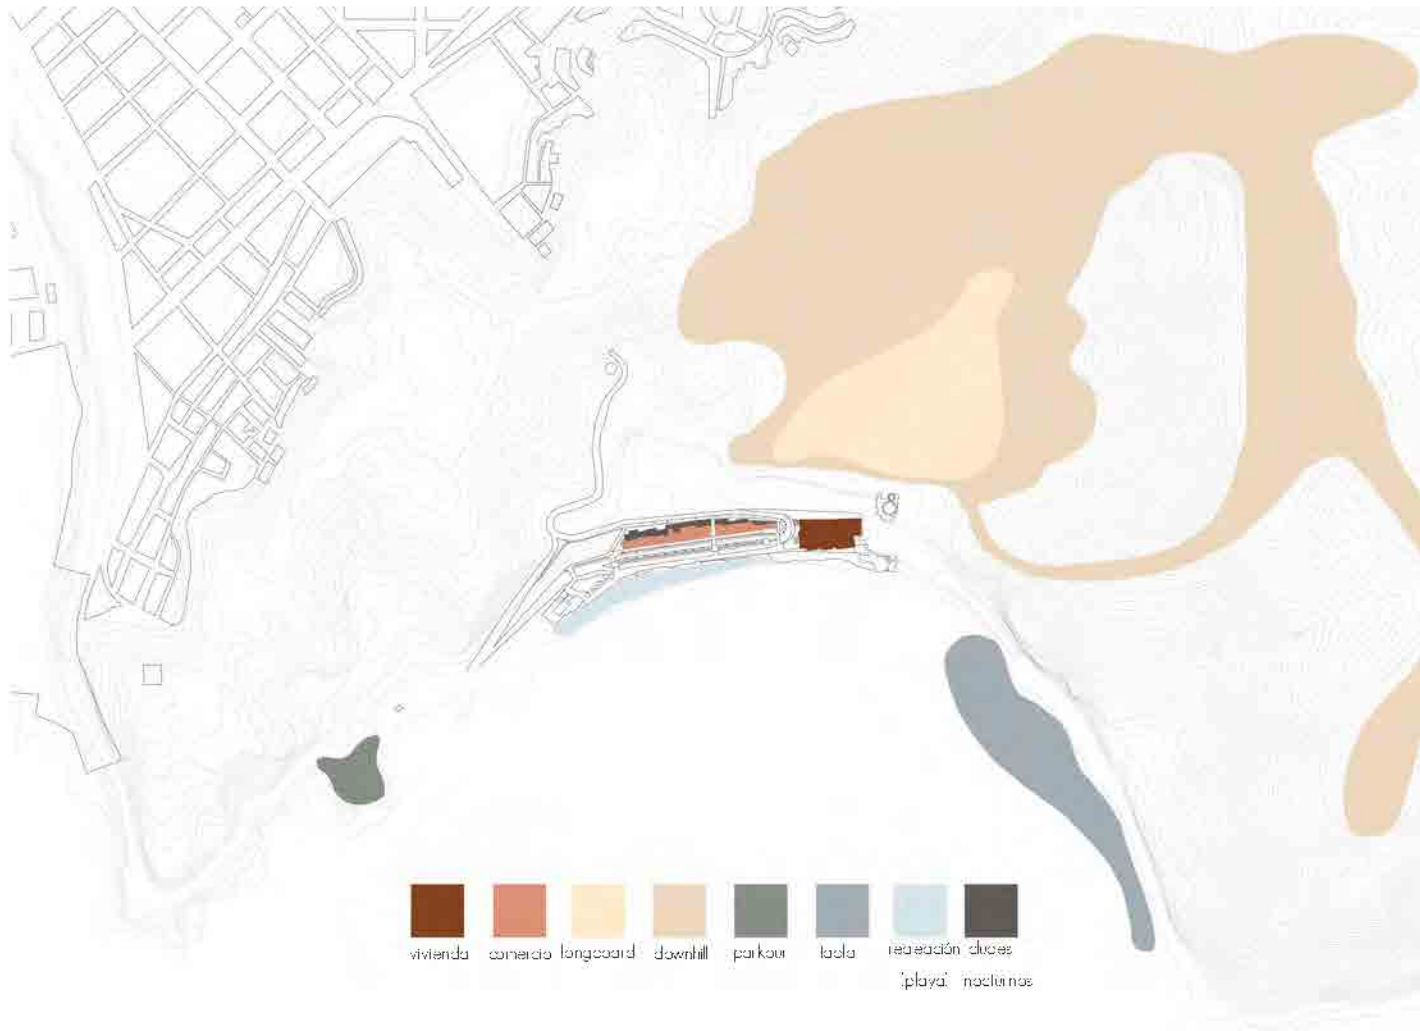 vivienda comercio longboard downhill parkour tabla recreación clubes
(playa) nocturnos